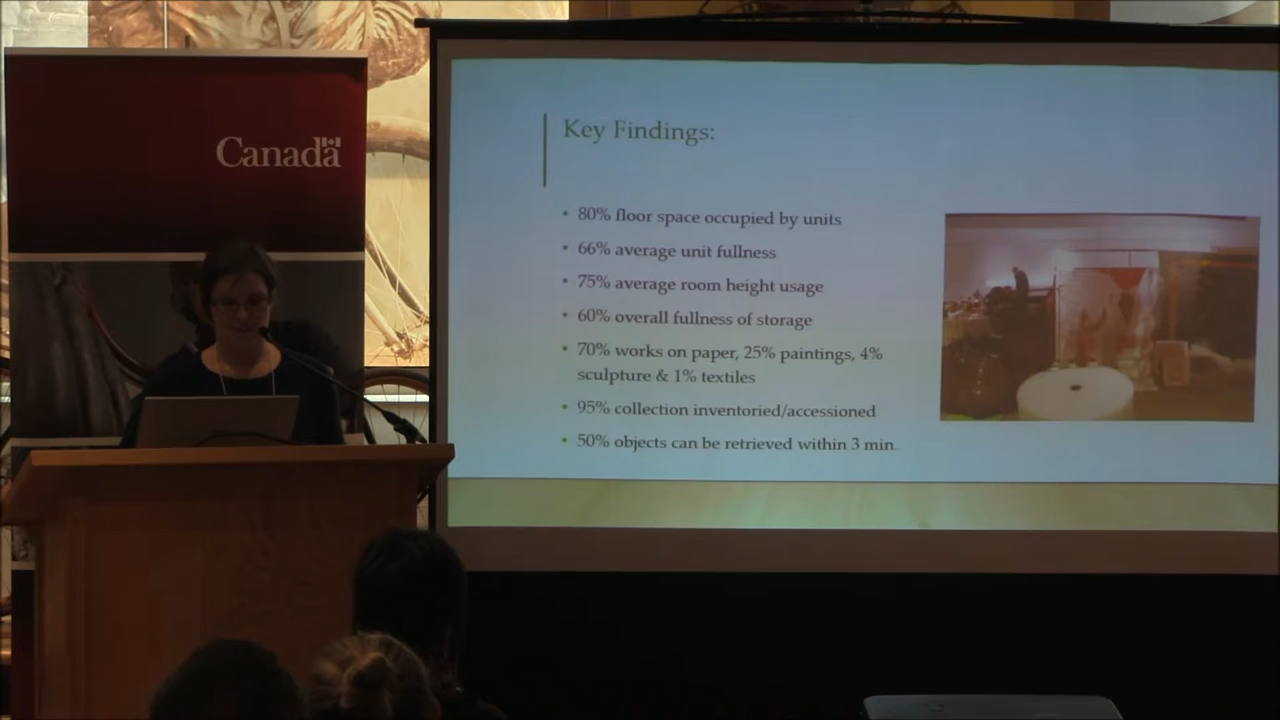 Canada
Key Findings:
• 80% floor space occupied by units
• 66% average unit fullness
• 75% average room height usage
• 60% overall fullness of storage
• 70% works on paper, 25% paintings, 4%
sculpture & 1% textiles
• 95% collection inventoried/accessioned
• 50% objects can be retrieved within 3 min.